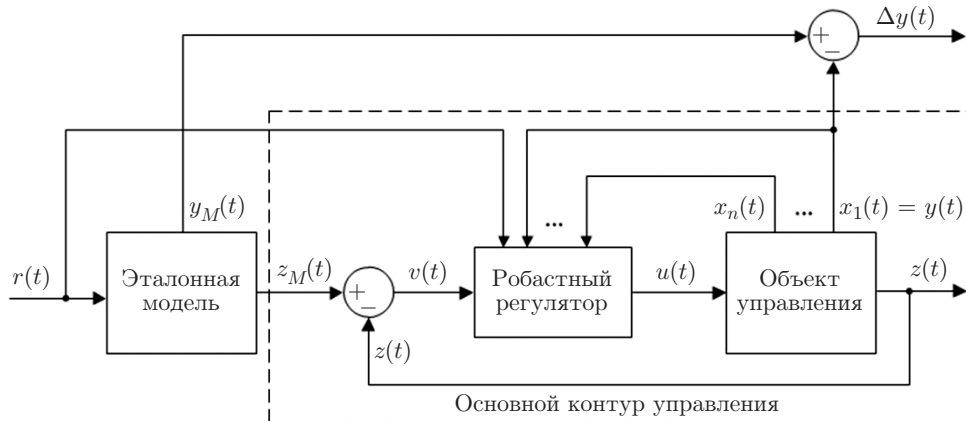 Δy(t)
y_M(t)
x_n(t) ... x_1(t) = y(t)
...
r(t)
Эталонная
модель
z_M(t)
v(t)
Робастный
регулятор
u(t)
Объект
управления
z(t)
z(t)
Основной контур управления